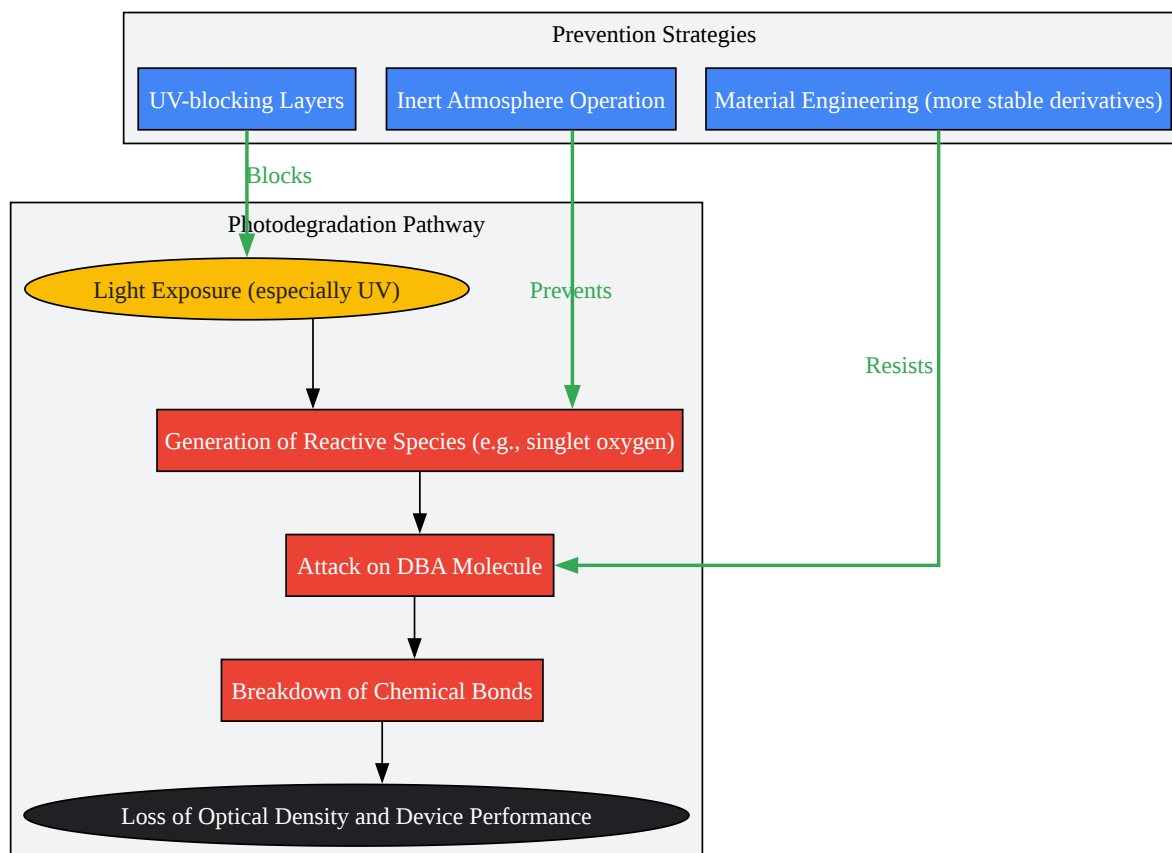 Prevention Strategies
UV-blocking Layers
Inert Atmosphere Operation
Material Engineering (more stable derivatives)
Blocks
Photodegradation Pathway
Light Exposure (especially UV)
Prevents
Resists
Generation of Reactive Species (e.g., singlet oxygen)
Attack on DBA Molecule
Breakdown of Chemical Bonds
Loss of Optical Density and Device Performance